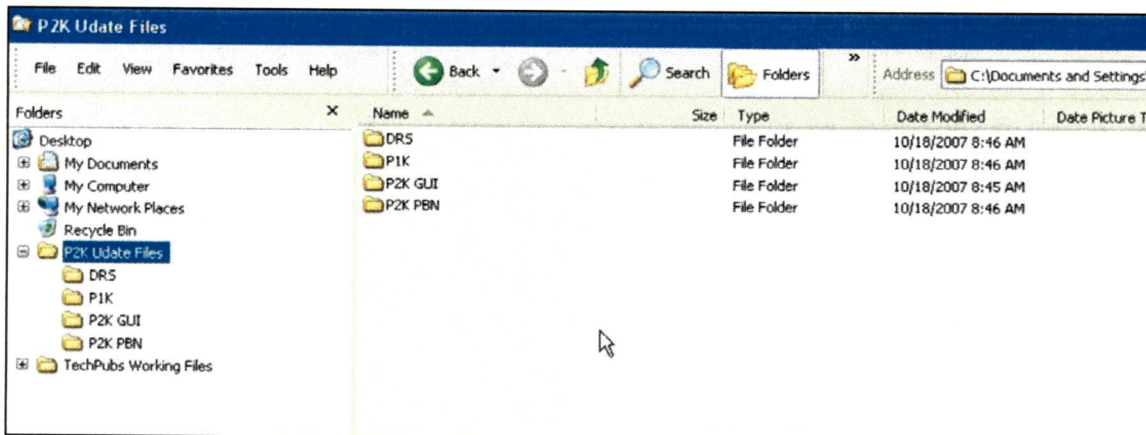 P2K Udate Files
File Edit View Favorites Tools Help Back Search Folders » Address C:\Documents and Settings
Folders X Name Size Type Date Modified Date Picture T
Desktop
DR5 File Folder 10/18/2007 8:46 AM
My Documents
P1K File Folder 10/18/2007 8:46 AM
My Computer
P2K GUI File Folder 10/18/2007 8:45 AM
My Network Places
P2K PBN File Folder 10/18/2007 8:46 AM
Recycle Bin
P2K Udate Files
DR5
P1K
P2K GUI
P2K PBN
TechPubs Working Files